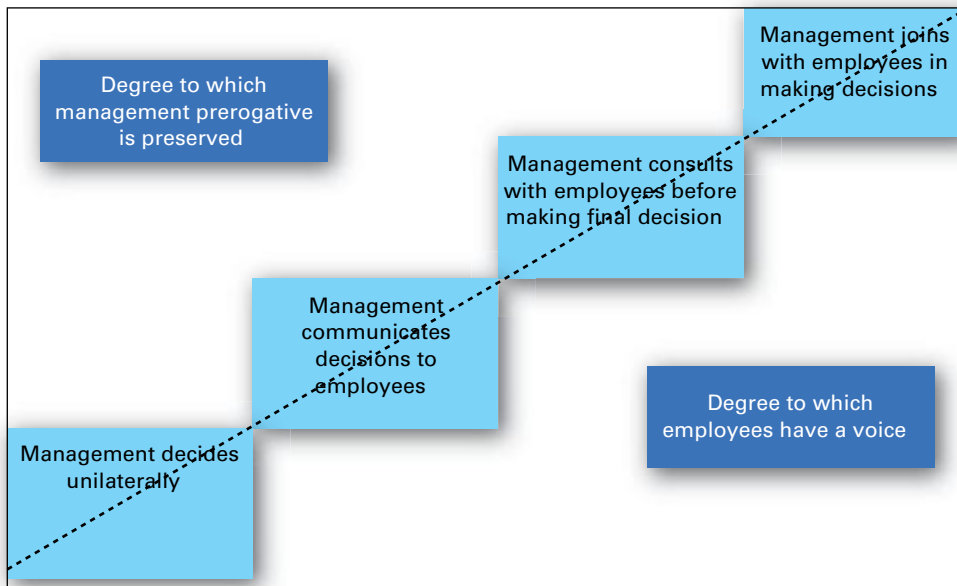 Management joins
with employees in
making decisions
Degree to which
management prerogative
is preserved
Management consults
with employees before
making final decision
Management
communicates
decisions to
employees
Degree to which
employees have a voice
Management decides
unilaterally